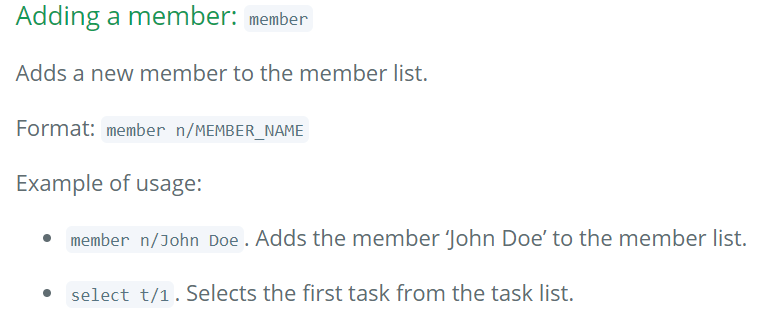 Adding a member: member
Adds a new member to the member list.
Format: member n/MEMBER_NAME
Example of usage:
member n/John Doe. Adds the member ‘John Doe’ to the member list.
select t/1. Selects the first task from the task list.